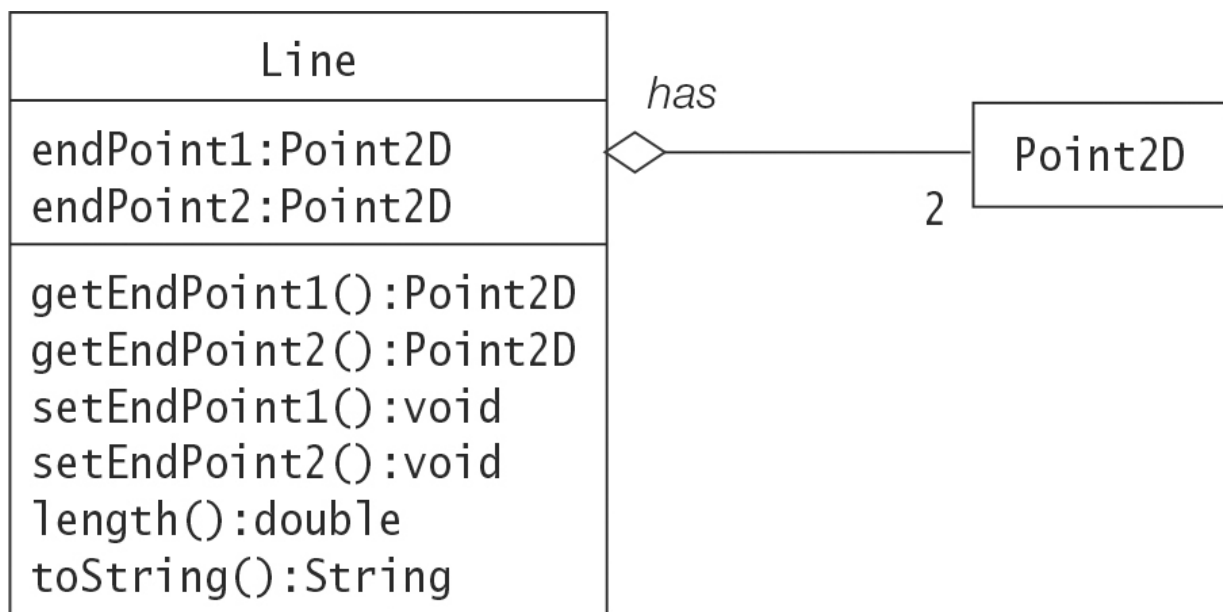 Line
endPoint1:Point2D
endPoint2:Point2D
getEndPoint1():Point2D
getEndPoint2():Point2D
setEndPoint1():void
setEndPoint2():void
length():double
toString():String
has
2
Point2D